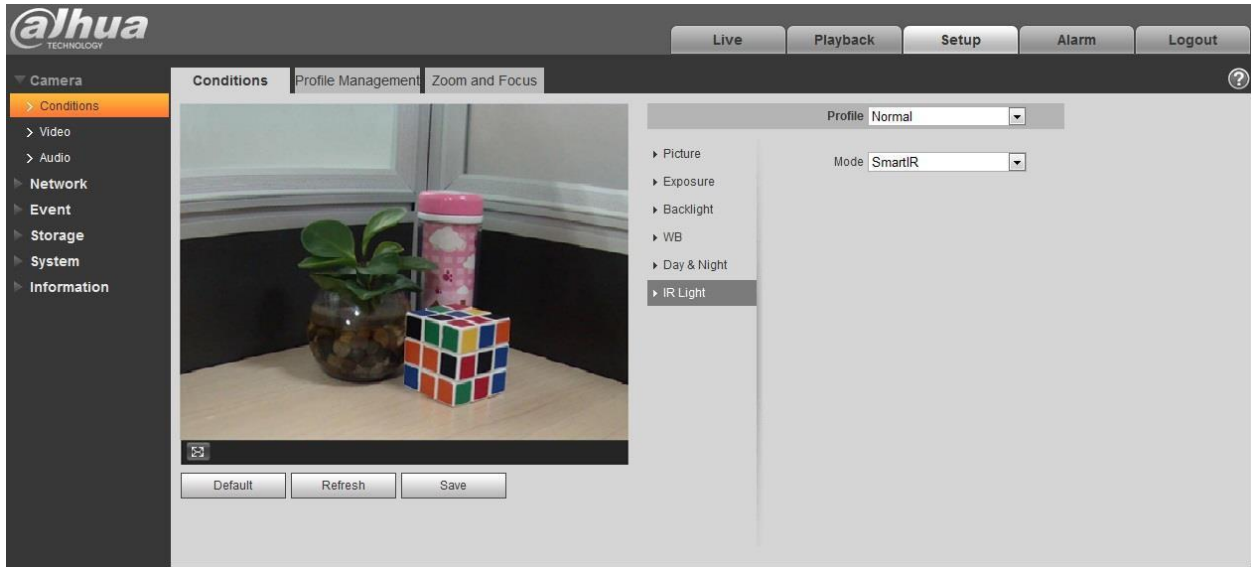 alhua
TECHNOLOGY
Live
Playback
Setup
Alarm
Logout
Camera
Conditions
Video
Audio
Network
Event
Storage
System
Information
Conditions
Profile Management
Zoom and Focus
?
Profile Normal
Picture
Exposure
Backlight
WB
Day & Night
IR Light
Mode SmartIR
Default
Refresh
Save